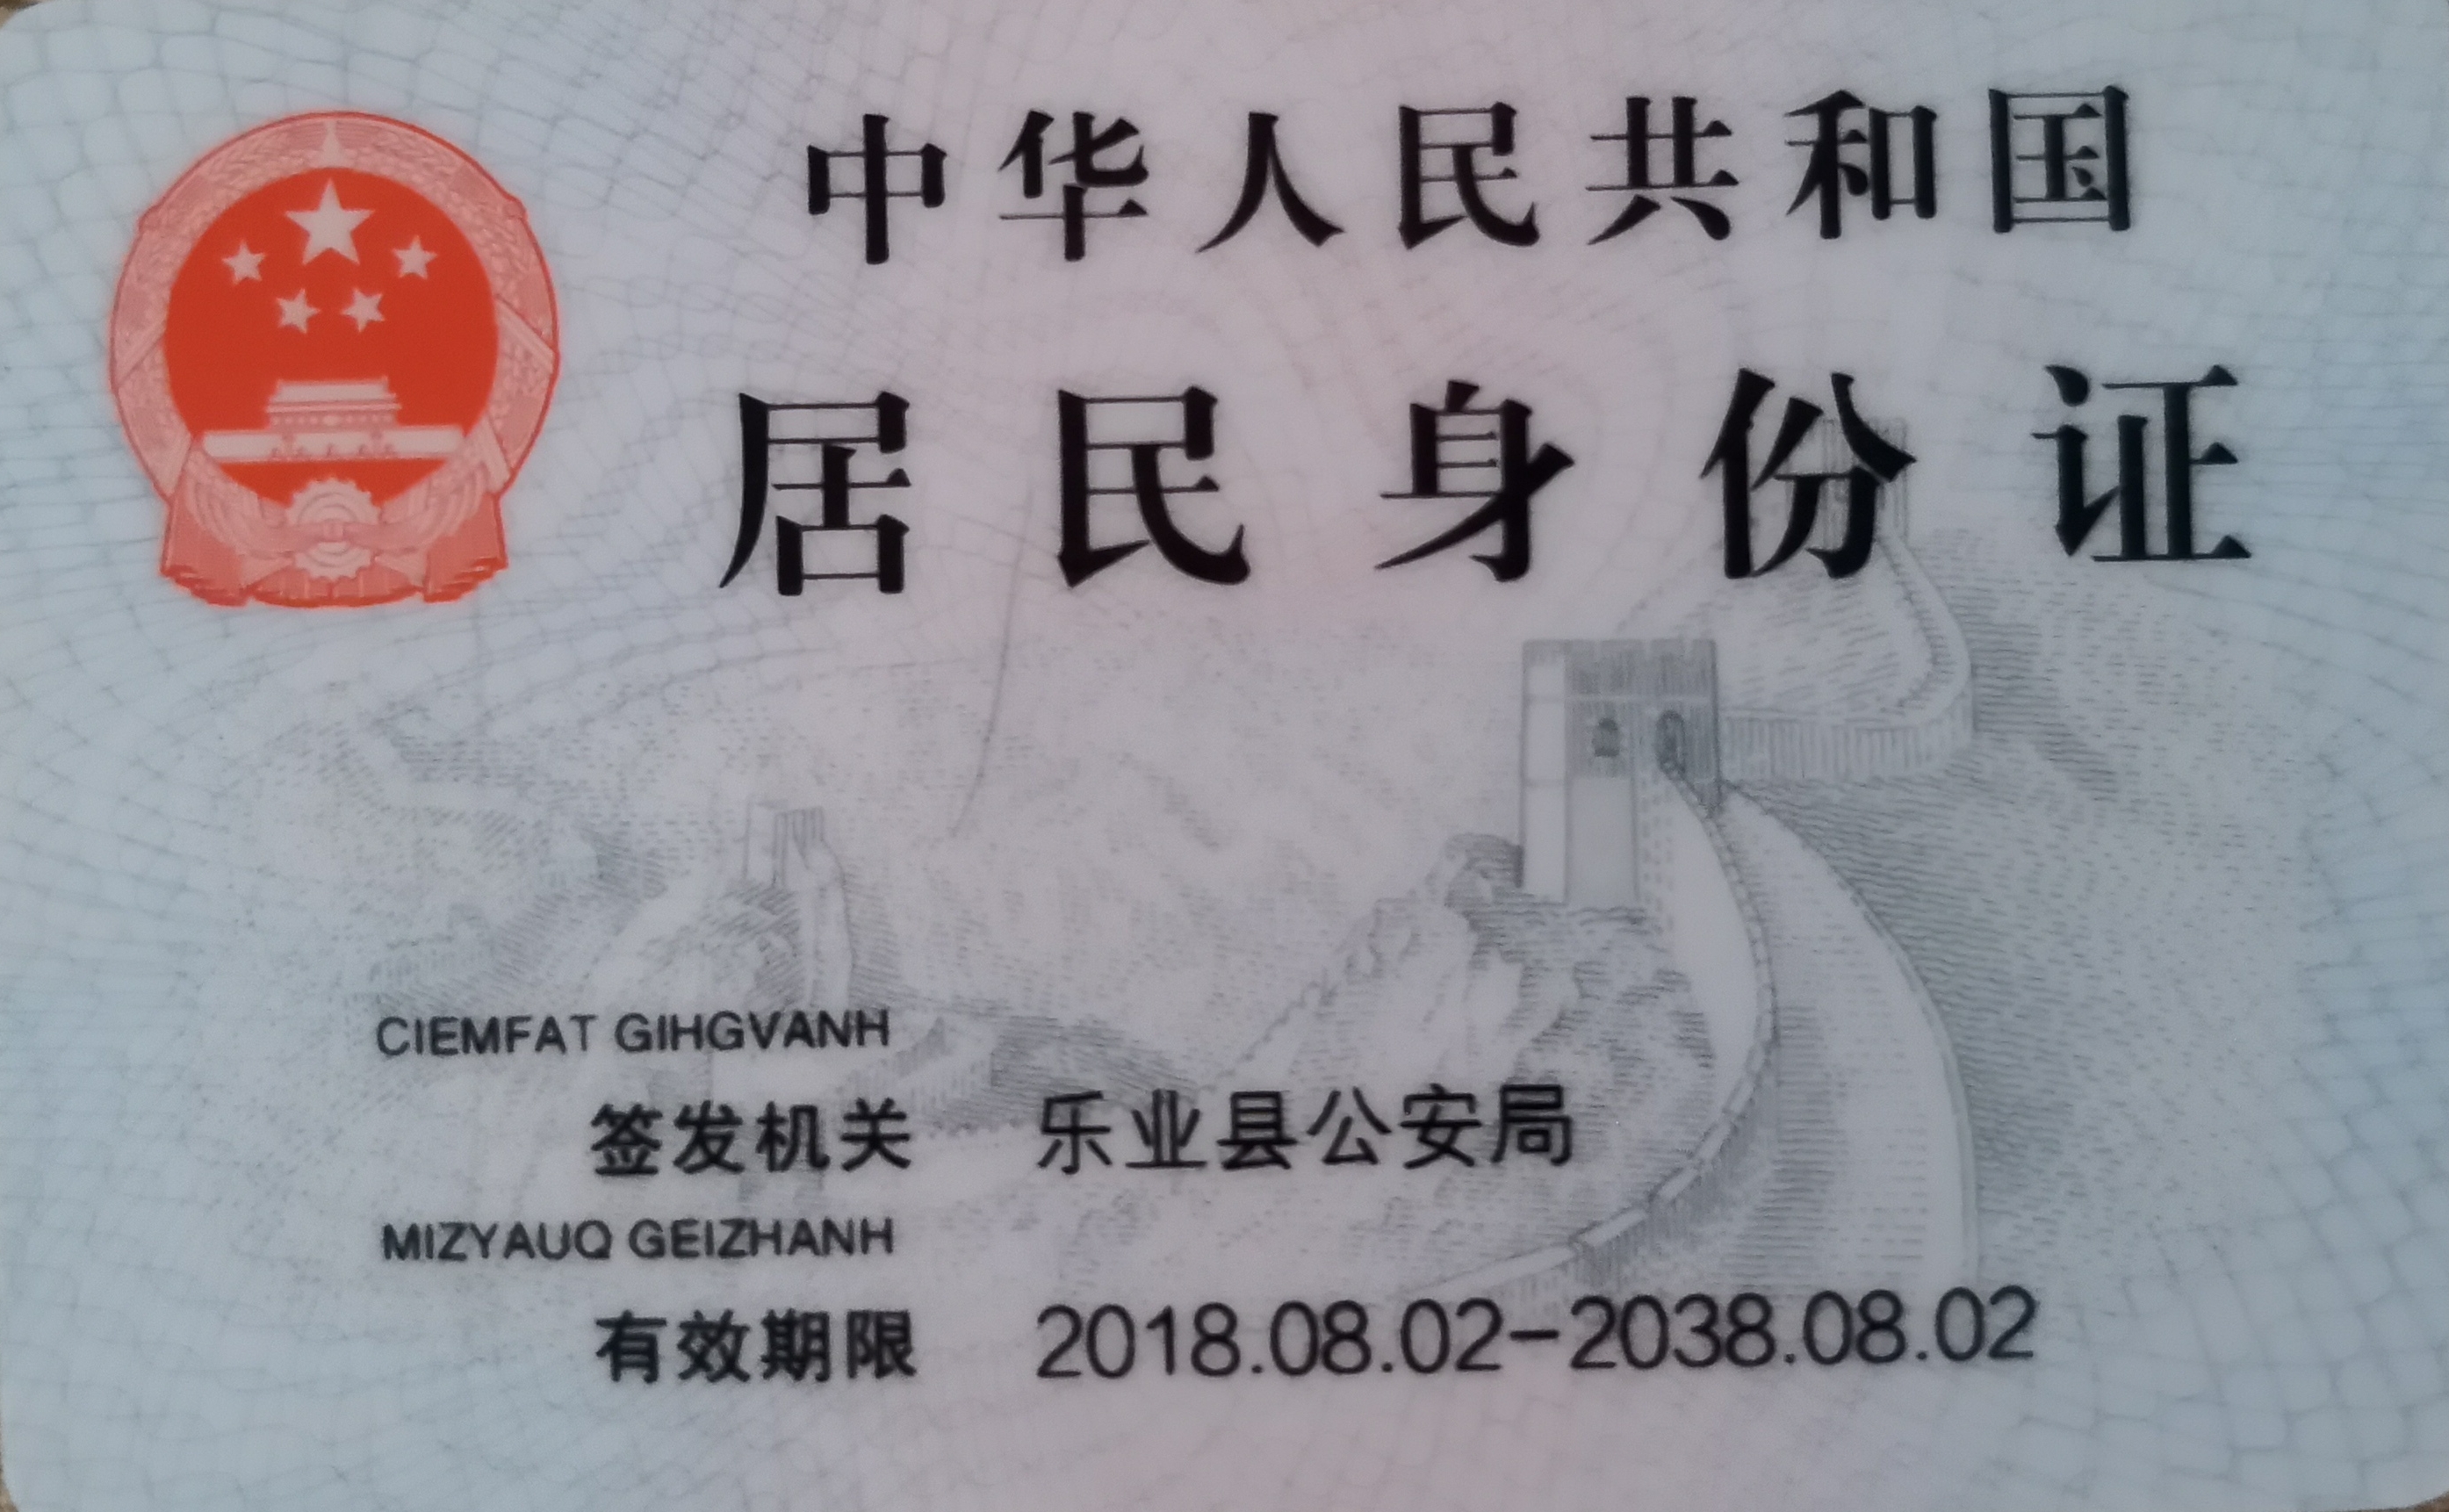 中华人民共和国
居民身份证
CIEMFAT GIHGVANH
签发机关 乐业县公安局
MIZYAUQ GEIZHANH
有效期限 2018.08.02-2038.08.02